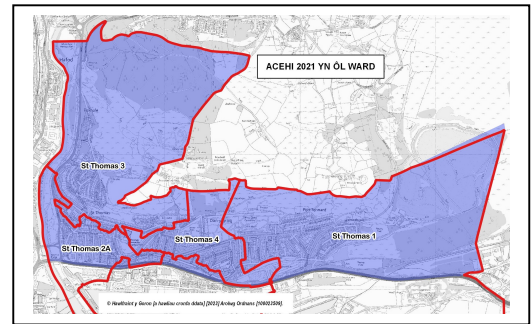 ACEHI 2021 YN ÔL WARD
St Thomas 3
St Thomas 4
St Thomas 1
St Thomas 2A
© Hawlfraint y Goron [a hawliau cronfa ddata] [2023] Arolwg Ordnans [100023509].